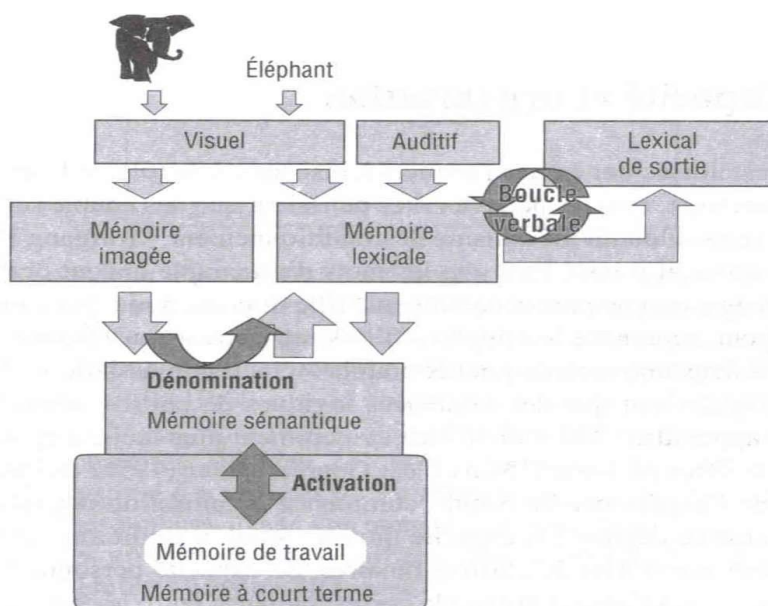 Éléphant
Visuel
Auditif
Lexical
de sortie
Boucle
verbale
Mémoire
imagée
Mémoire
lexicale
Dénomination
Mémoire sémantique
Activation
Mémoire de travail
Mémoire à court terme